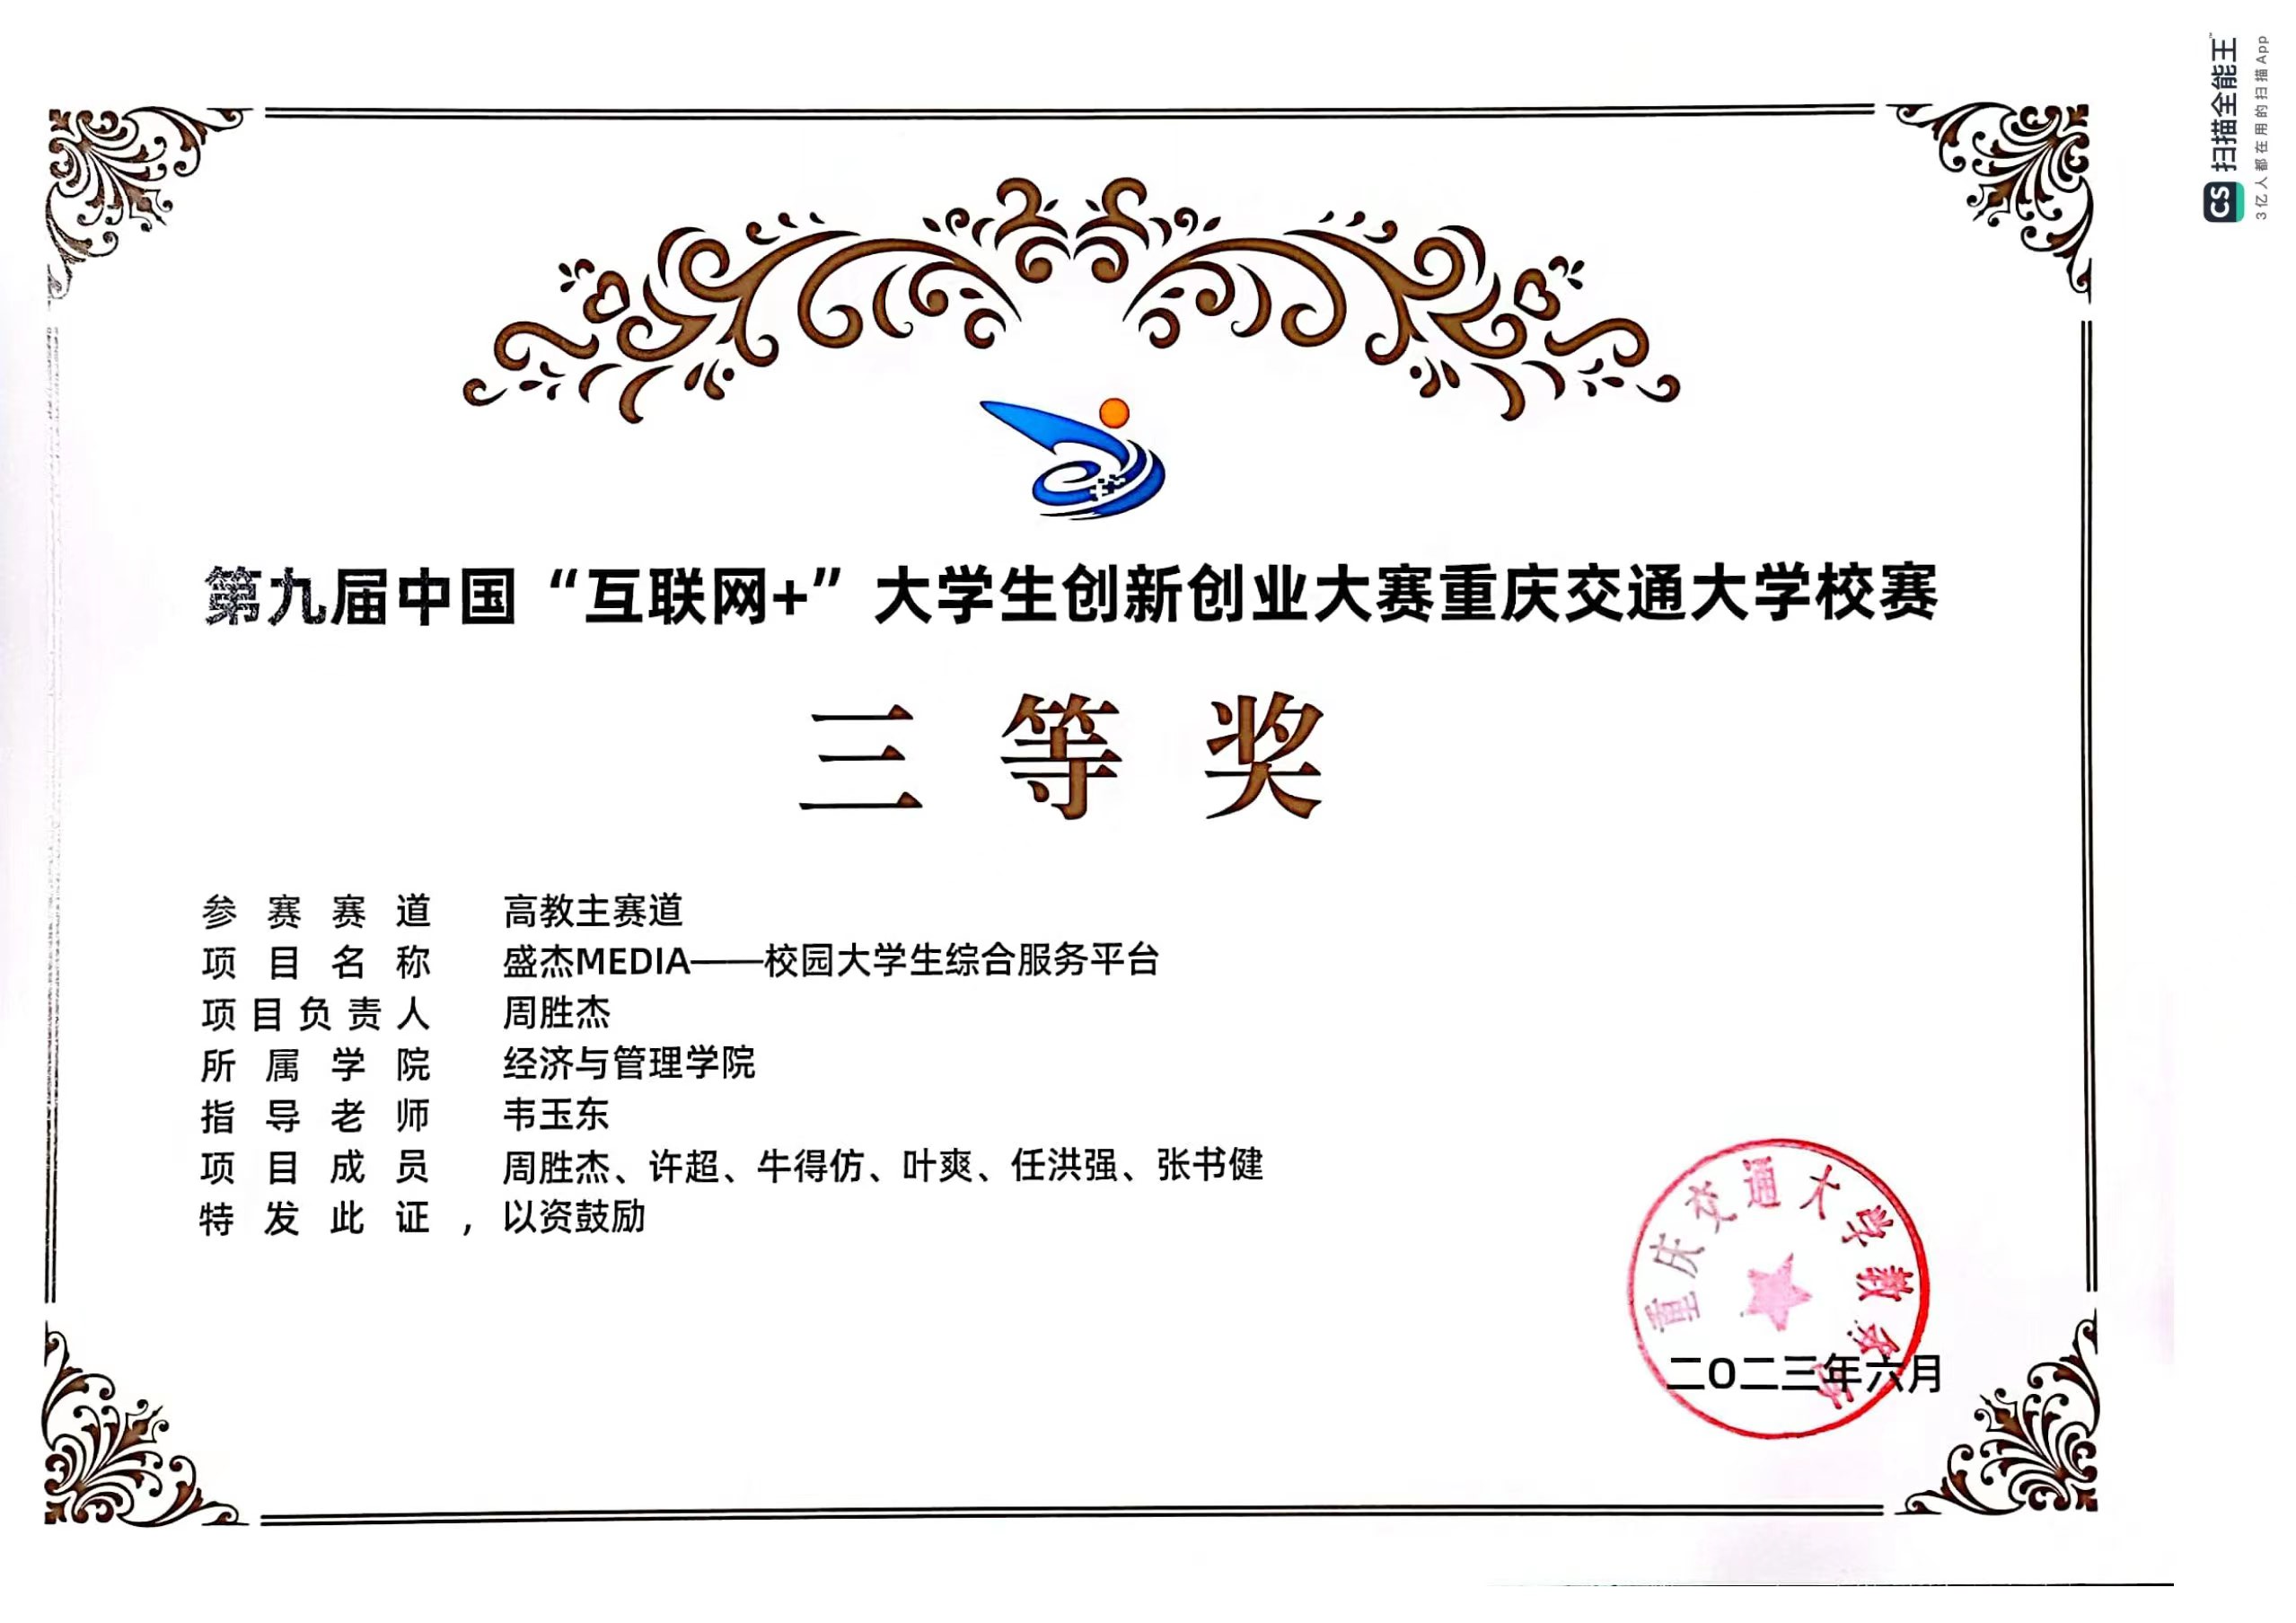 第九届中国“互联网+”大学生创新创业大赛重庆交通大学校赛
三等奖
参赛赛道 高教主赛道
项目名称 盛杰MEDIA——校园大学生综合服务平台
项目负责人 周胜杰
所属学院 经济与管理学院
指导老师 韦玉东
项目成员 周胜杰、许超、牛得仿、叶爽、任洪强、张书健
特发此证，以资鼓励
重庆交通大学教务处
二〇二三年六月
CS 扫描全能王
3亿人都在用的扫描App